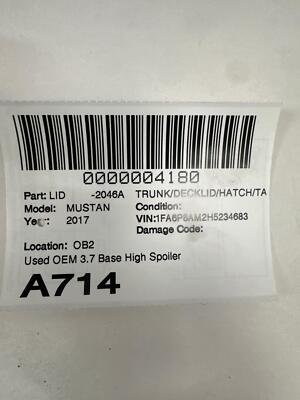 0000004180
Part: LID -2046A TRUNK/DECKLID/HATCH/TA
Model: MUSTAN Condition:
Year: 2017 VIN:1FA6P8AM2H5234683
Damage Code:
Location: OB2
Used OEM 3.7 Base High Spoiler
A714